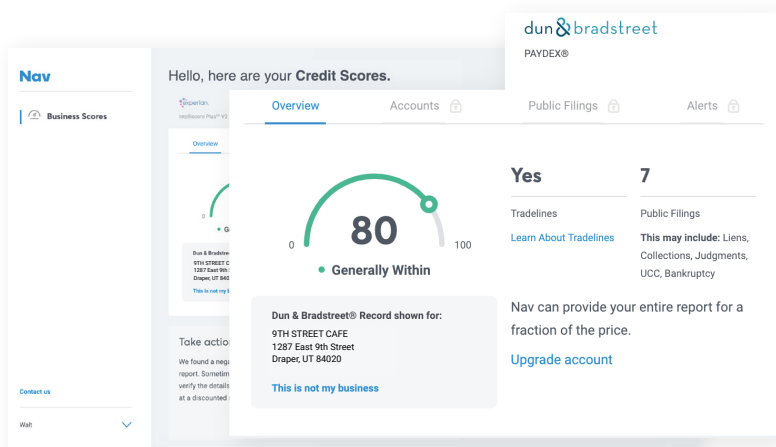 dun & bradstreet
PAYDEX®
Nav
Business Scores
Contact us
Walt
Hello, here are your Credit Scores.
experian.
Intelliscore Plus℠ V2
Overview
0
Dun & Bradstre
9TH STREET C
1287 East 9th
Draper, UT 840
This is not my
Take actio
We found a nega
report. Sometim
verify the details
at a discounted
Overview
Accounts
Public Filings
Alerts
80
0
100
Generally Within
Dun & Bradstreet® Record shown for:
9TH STREET CAFE
1287 East 9th Street
Draper, UT 84020
This is not my business
Yes
Tradelines
Learn About Tradelines
7
Public Filings
This may include: Liens,
Collections, Judgments,
UCC, Bankruptcy
Nav can provide your entire report for a
fraction of the price.
Upgrade account